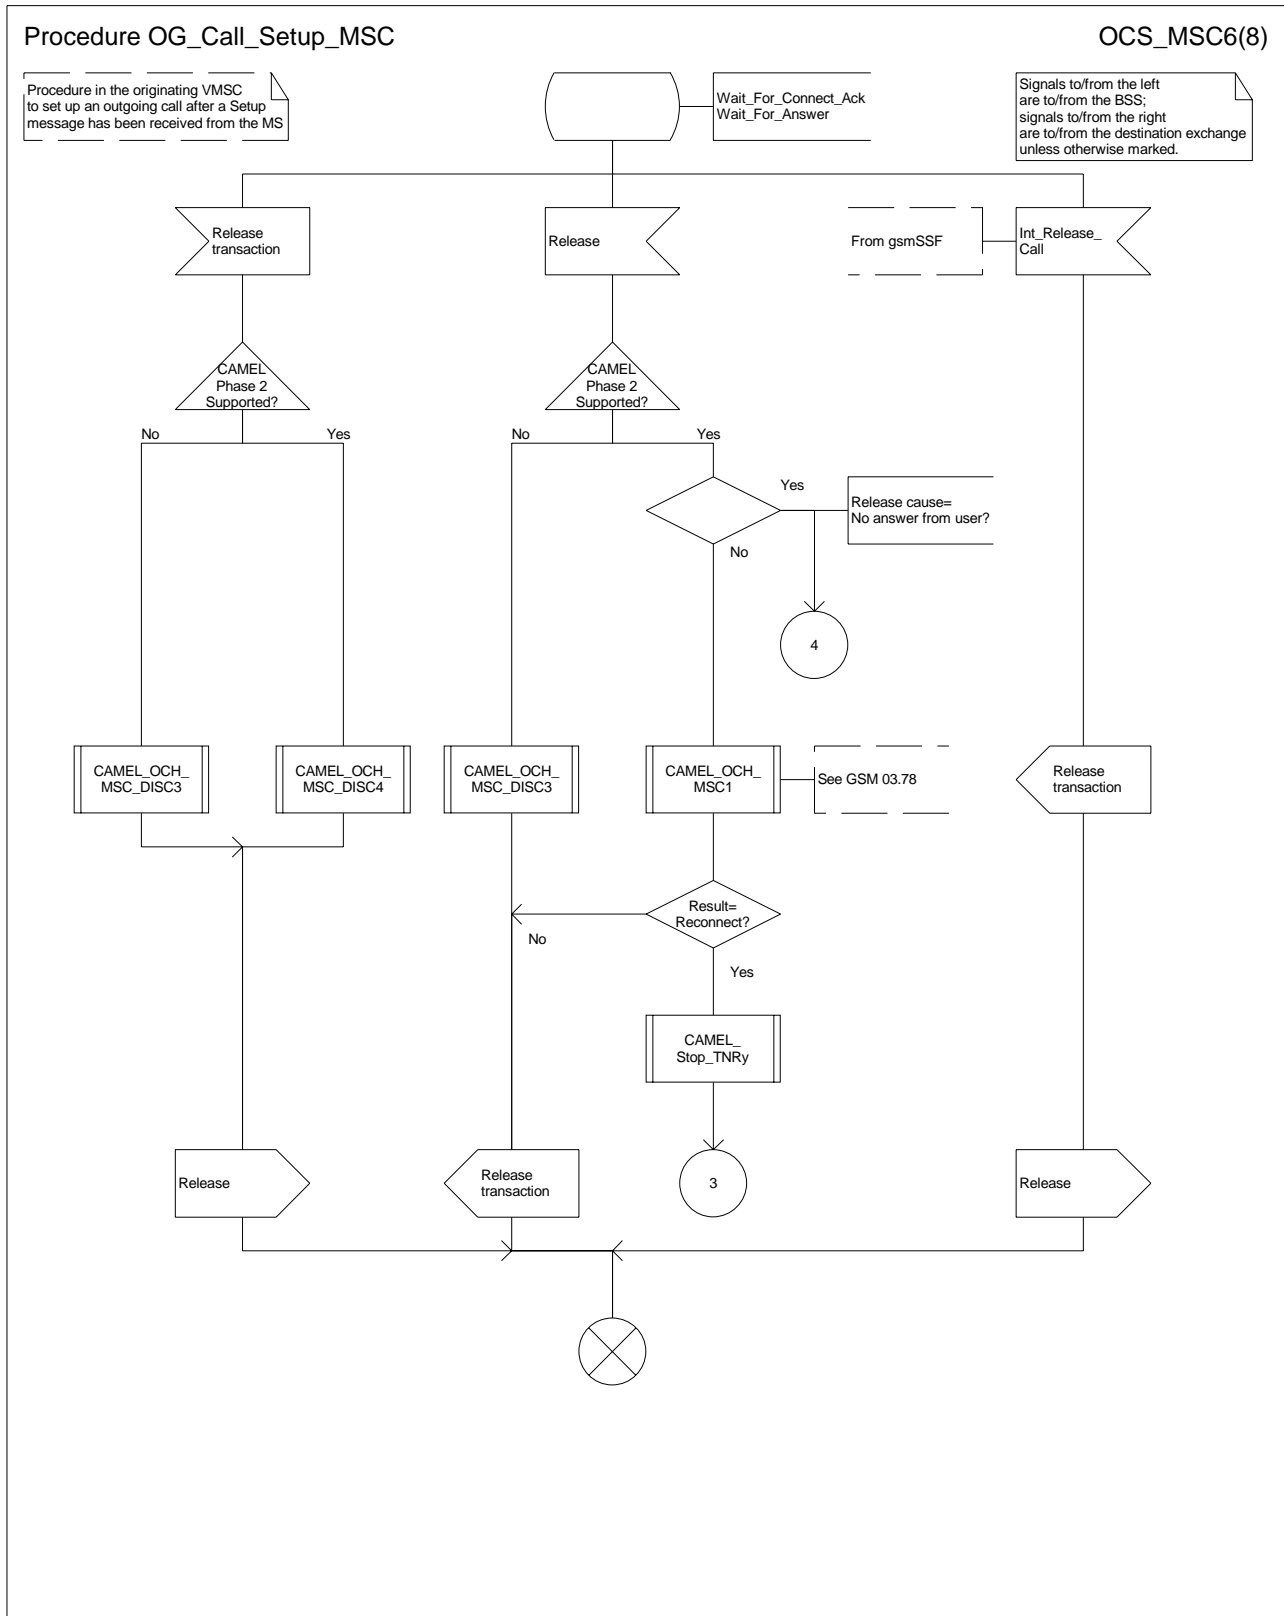 Procedure OG_Call_Setup_MSC
OCS_MSC6(8)
Procedure in the originating VMSC
to set up an outgoing call after a Setup
message has been received from the MS
Wait_For_Connect_Ack
Wait_For_Answer
Signals to/from the left
are to/from the BSS;
signals to/from the right
are to/from the destination exchange
unless otherwise marked.
Release
transaction
Release
From gsmSSF
Int_Release_
Call
CAMEL
Phase 2
Supported?
CAMEL
Phase 2
Supported?
No
Yes
No
Yes
Yes
Release cause=
No answer from user?
No
4
CAMEL_OCH_
MSC_DISC3
CAMEL_OCH_
MSC_DISC4
CAMEL_OCH_
MSC_DISC3
CAMEL_OCH_
MSC1
See GSM 03.78
Release
transaction
Result=
Reconnect?
No
Yes
CAMEL_
Stop_TNRy
Release
Release
transaction
3
Release